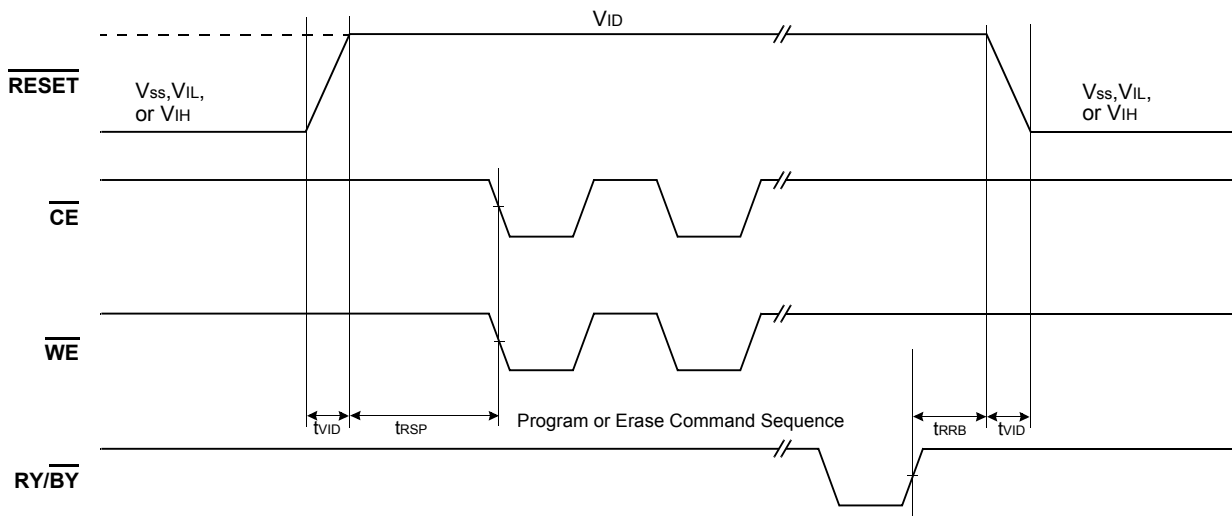 VID
RESET
Vss,VIL,
or VIH
Vss,VIL,
or VIH
CE
WE
tVID
tRSP
Program or Erase Command Sequence
tRRB
tVID
RY/BY